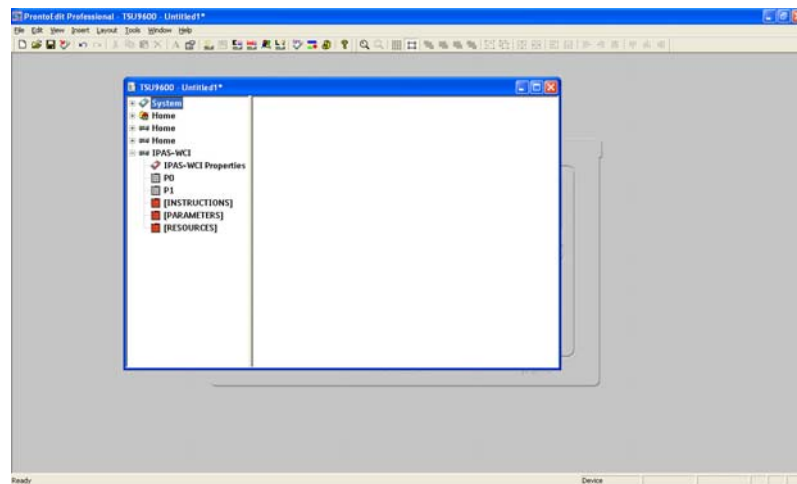 ProntoEdit Professional - TSU9600 - Untitled1*
File Edit View Insert Layout Tools Window Help
TSU9600 - Untitled1*
System
Home
Home
Home
IPAS-WCI
IPAS-WCI Properties
P0
P1
[INSTRUCTIONS]
[PARAMETERS]
[RESOURCES]
Ready
Device